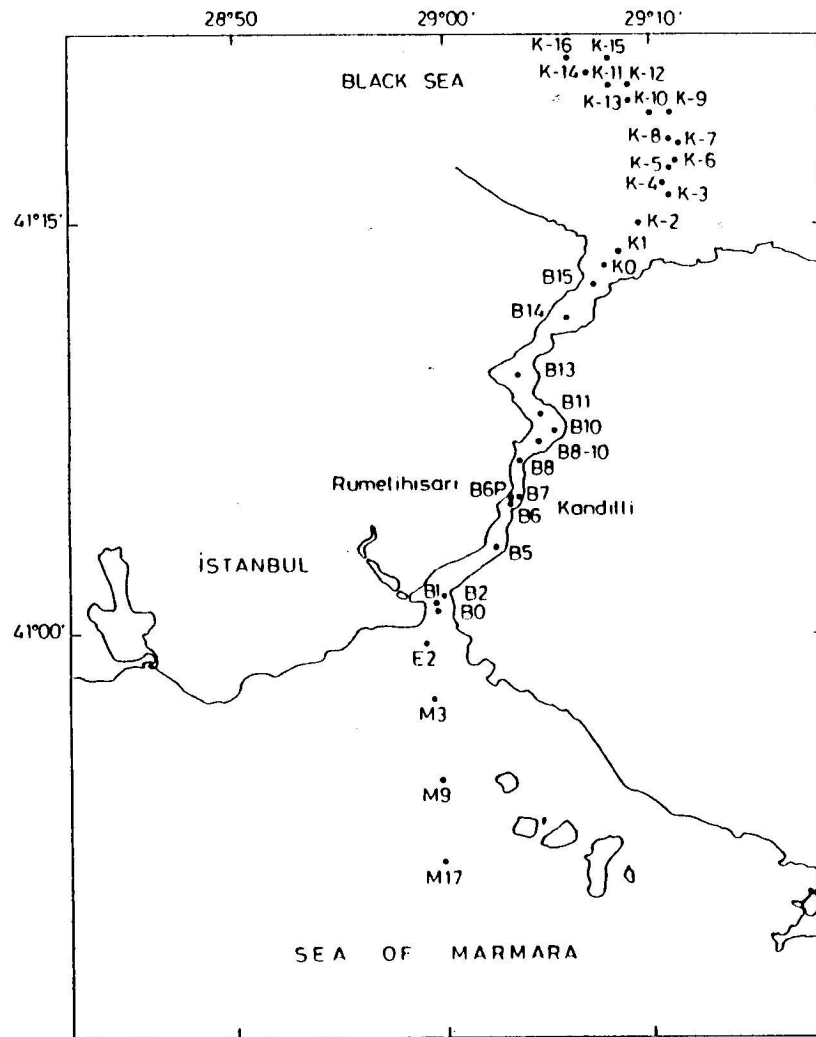 28°50'
29°00'
29°10'
K-16
K-15
BLACK SEA
K-14
K-11
K-12
K-13
K-10
K-9
K-8
K-7
K-5
K-6
K-4
K-3
41°15'
K-2
K1
K0
B15
B14
B13
B11
B10
B8-10
B8
Rumelihısarı
B6P
B7
B6
Kandilli
B5
İSTANBUL
B1
B2
B0
41°00'
E2
M3
M9
M17
SEA OF MARMARA